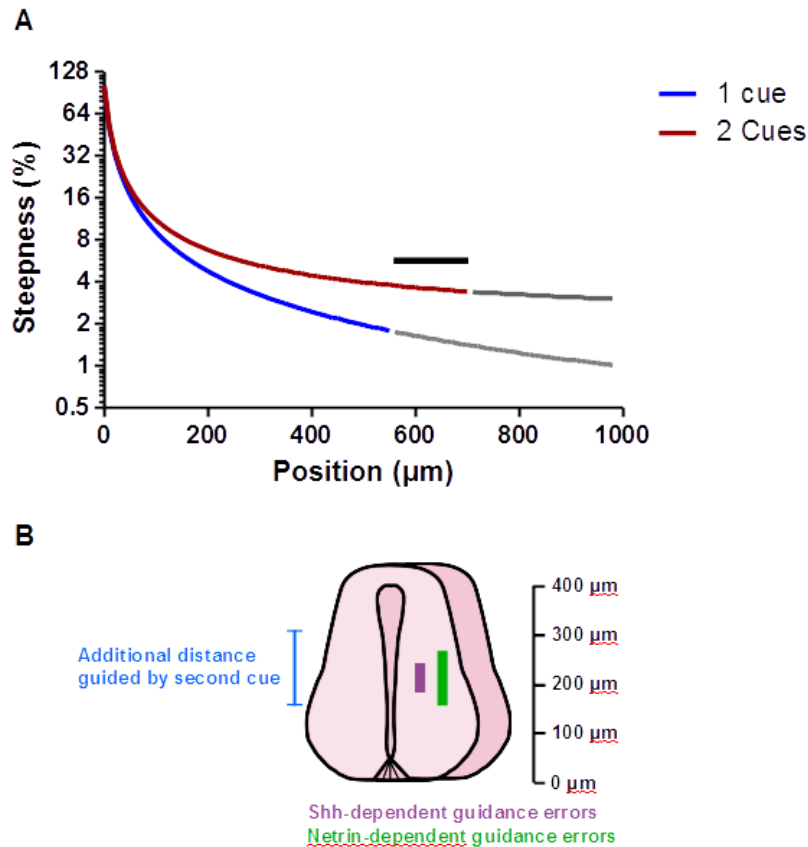 A
128
64
32
16
8
4
2
1
0.5
Steepness (%)
0 200 400 600 800 1000
Position (µm)
1 cue
2 Cues
B
400 µm
300 µm
200 µm
100 µm
0 µm
Additional distance
guided by second cue
Shh-dependent guidance errors
Netrin-dependent guidance errors